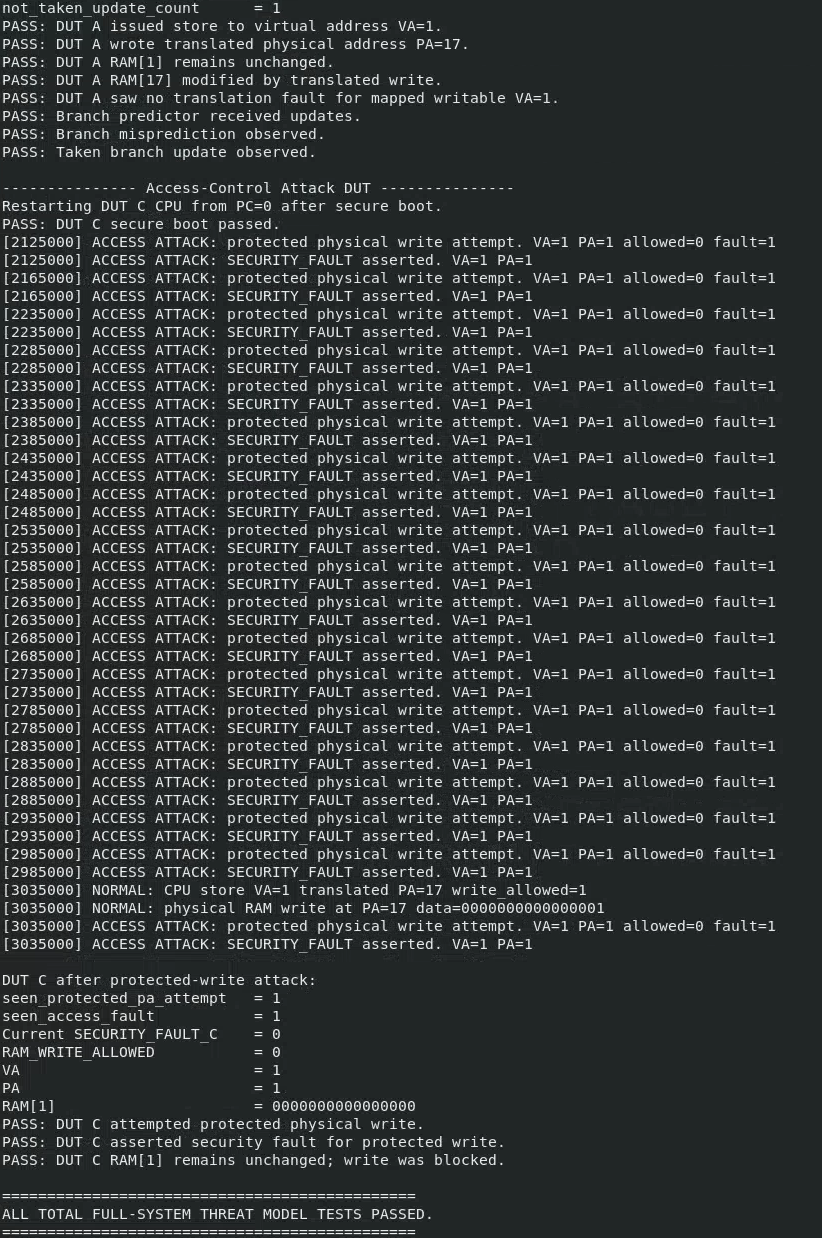 not_taken_update_count      = 1
PASS: DUT A issued store to virtual address VA=1.
PASS: DUT A wrote translated physical address PA=17.
PASS: DUT A RAM[1] remains unchanged.
PASS: DUT A RAM[17] modified by translated write.
PASS: DUT A saw no translation fault for mapped writable VA=1.
PASS: Branch predictor received updates.
PASS: Branch misprediction observed.
PASS: Taken branch update observed.

--------------- Access-Control Attack DUT ---------------
Restarting DUT C CPU from PC=0 after secure boot.
PASS: DUT C secure boot passed.
[2125000] ACCESS ATTACK: protected physical write attempt. VA=1 PA=1 allowed=0 fault=1
[2125000] ACCESS ATTACK: SECURITY_FAULT asserted. VA=1 PA=1
[2165000] ACCESS ATTACK: protected physical write attempt. VA=1 PA=1 allowed=0 fault=1
[2165000] ACCESS ATTACK: SECURITY_FAULT asserted. VA=1 PA=1
[2235000] ACCESS ATTACK: protected physical write attempt. VA=1 PA=1 allowed=0 fault=1
[2235000] ACCESS ATTACK: SECURITY_FAULT asserted. VA=1 PA=1
[2285000] ACCESS ATTACK: protected physical write attempt. VA=1 PA=1 allowed=0 fault=1
[2285000] ACCESS ATTACK: SECURITY_FAULT asserted. VA=1 PA=1
[2335000] ACCESS ATTACK: protected physical write attempt. VA=1 PA=1 allowed=0 fault=1
[2335000] ACCESS ATTACK: SECURITY_FAULT asserted. VA=1 PA=1
[2385000] ACCESS ATTACK: protected physical write attempt. VA=1 PA=1 allowed=0 fault=1
[2385000] ACCESS ATTACK: SECURITY_FAULT asserted. VA=1 PA=1
[2435000] ACCESS ATTACK: protected physical write attempt. VA=1 PA=1 allowed=0 fault=1
[2435000] ACCESS ATTACK: SECURITY_FAULT asserted. VA=1 PA=1
[2485000] ACCESS ATTACK: protected physical write attempt. VA=1 PA=1 allowed=0 fault=1
[2485000] ACCESS ATTACK: SECURITY_FAULT asserted. VA=1 PA=1
[2535000] ACCESS ATTACK: protected physical write attempt. VA=1 PA=1 allowed=0 fault=1
[2535000] ACCESS ATTACK: SECURITY_FAULT asserted. VA=1 PA=1
[2585000] ACCESS ATTACK: protected physical write attempt. VA=1 PA=1 allowed=0 fault=1
[2585000] ACCESS ATTACK: SECURITY_FAULT asserted. VA=1 PA=1
[2635000] ACCESS ATTACK: protected physical write attempt. VA=1 PA=1 allowed=0 fault=1
[2635000] ACCESS ATTACK: SECURITY_FAULT asserted. VA=1 PA=1
[2685000] ACCESS ATTACK: protected physical write attempt. VA=1 PA=1 allowed=0 fault=1
[2685000] ACCESS ATTACK: SECURITY_FAULT asserted. VA=1 PA=1
[2735000] ACCESS ATTACK: protected physical write attempt. VA=1 PA=1 allowed=0 fault=1
[2735000] ACCESS ATTACK: SECURITY_FAULT asserted. VA=1 PA=1
[2785000] ACCESS ATTACK: protected physical write attempt. VA=1 PA=1 allowed=0 fault=1
[2785000] ACCESS ATTACK: SECURITY_FAULT asserted. VA=1 PA=1
[2835000] ACCESS ATTACK: protected physical write attempt. VA=1 PA=1 allowed=0 fault=1
[2835000] ACCESS ATTACK: SECURITY_FAULT asserted. VA=1 PA=1
[2885000] ACCESS ATTACK: protected physical write attempt. VA=1 PA=1 allowed=0 fault=1
[2885000] ACCESS ATTACK: SECURITY_FAULT asserted. VA=1 PA=1
[2935000] ACCESS ATTACK: protected physical write attempt. VA=1 PA=1 allowed=0 fault=1
[2935000] ACCESS ATTACK: SECURITY_FAULT asserted. VA=1 PA=1
[2985000] ACCESS ATTACK: protected physical write attempt. VA=1 PA=1 allowed=0 fault=1
[2985000] ACCESS ATTACK: SECURITY_FAULT asserted. VA=1 PA=1
[3035000] NORMAL: CPU store VA=1 translated PA=17 write_allowed=1
[3035000] NORMAL: physical RAM write at PA=17 data=0000000000000001
[3035000] ACCESS ATTACK: protected physical write attempt. VA=1 PA=1 allowed=0 fault=1
[3035000] ACCESS ATTACK: SECURITY_FAULT asserted. VA=1 PA=1

DUT C after protected-write attack:
seen_protected_pa_attempt   = 1
seen_access_fault           = 1
Current SECURITY_FAULT_C    = 0
RAM_WRITE_ALLOWED           = 0
VA                          = 1
PA                          = 1
RAM[1]                      = 0000000000000000
PASS: DUT C attempted protected physical write.
PASS: DUT C asserted security fault for protected write.
PASS: DUT C RAM[1] remains unchanged; write was blocked.

==============================================
ALL TOTAL FULL-SYSTEM THREAT MODEL TESTS PASSED.
==============================================